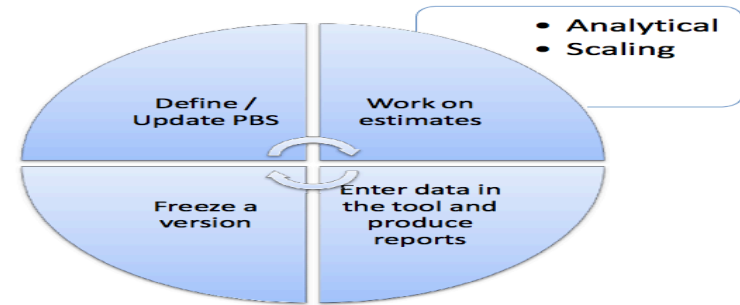 • Analytical
• Scaling
Define /
Update PBS
Work on
estimates
Freeze a
version
Enter data in
the tool and
produce
reports